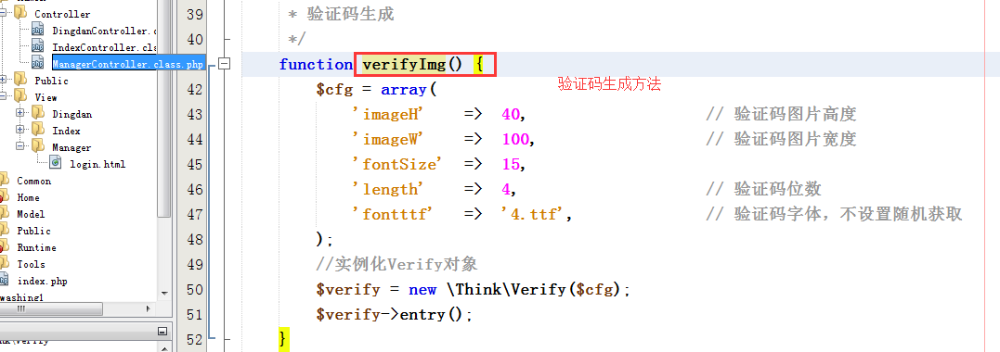 Controller
DingdanController.c
IndexController.cla
ManagerController.class.php
Public
View
Dingdan
Index
Manager
login.html
Common
Home
Model
Public
Runtime
Tools
index.php
washing1
39 * 验证码生成
40 */
function verifyImg() {
验证码生成方法
42 $cfg = array(
43 'imageH' => 40, // 验证码图片高度
44 'imageW' => 100, // 验证码图片宽度
45 'fontSize' => 15,
46 'length' => 4, // 验证码位数
47 'fontttf' => '4.ttf', // 验证码字体，不设置随机获取
48 );
49 //实例化Verify对象
50 $verify = new \Think\Verify($cfg);
51 $verify->entry();
52 }